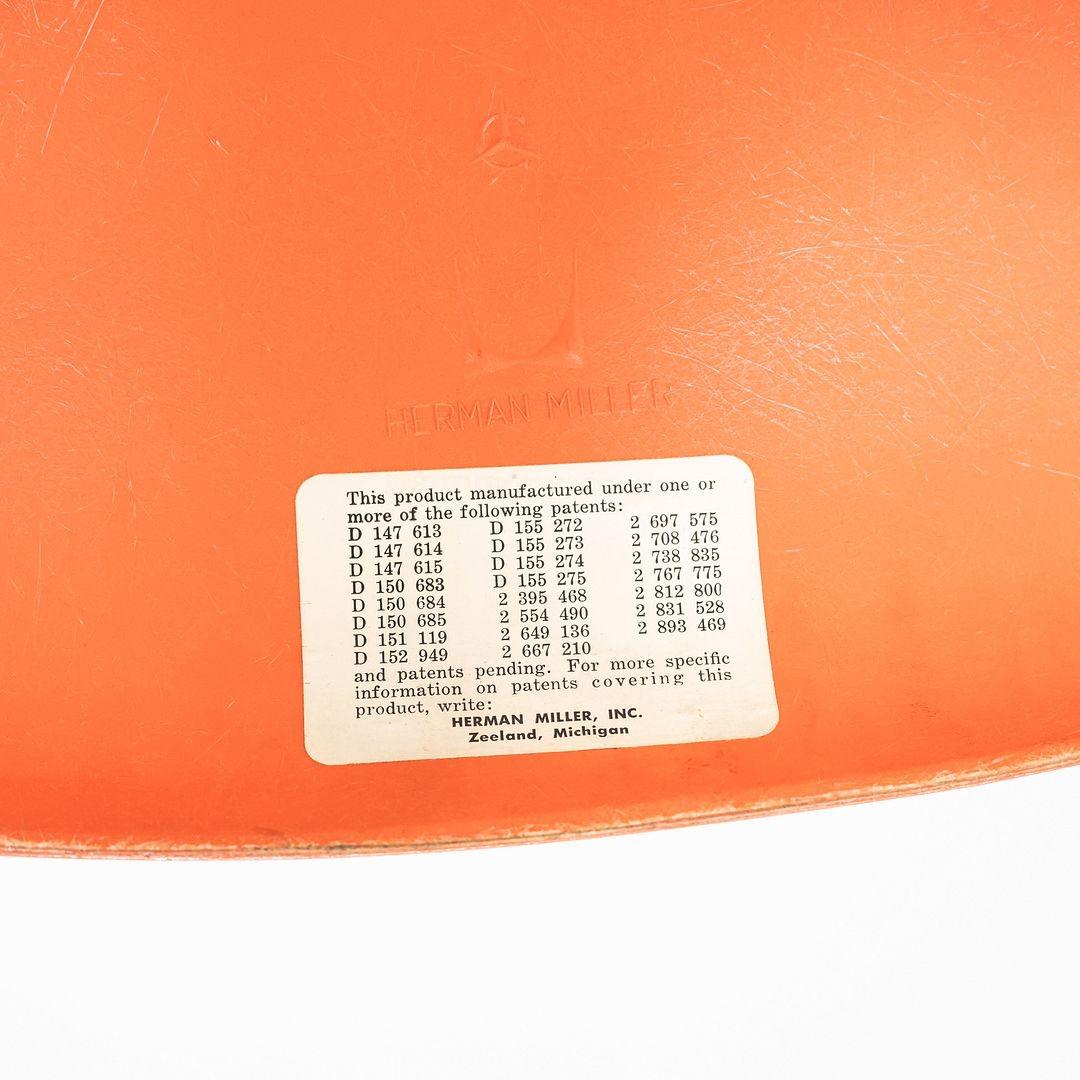 HERMAN MILLER
This product manufactured under one or
more of the following patents:
D 147 613 D 155 272 2 697 575
D 147 614 D 155 273 2 708 476
D 147 615 D 155 274 2 738 835
D 150 683 D 155 275 2 767 775
D 150 684 2 395 468 2 812 800
D 150 685 2 554 490 2 831 528
D 151 119 2 649 136 2 893 469
D 152 949 2 667 210
and patents pending. For more specific
information on patents covering this
product, write:
HERMAN MILLER, INC.
Zeeland, Michigan